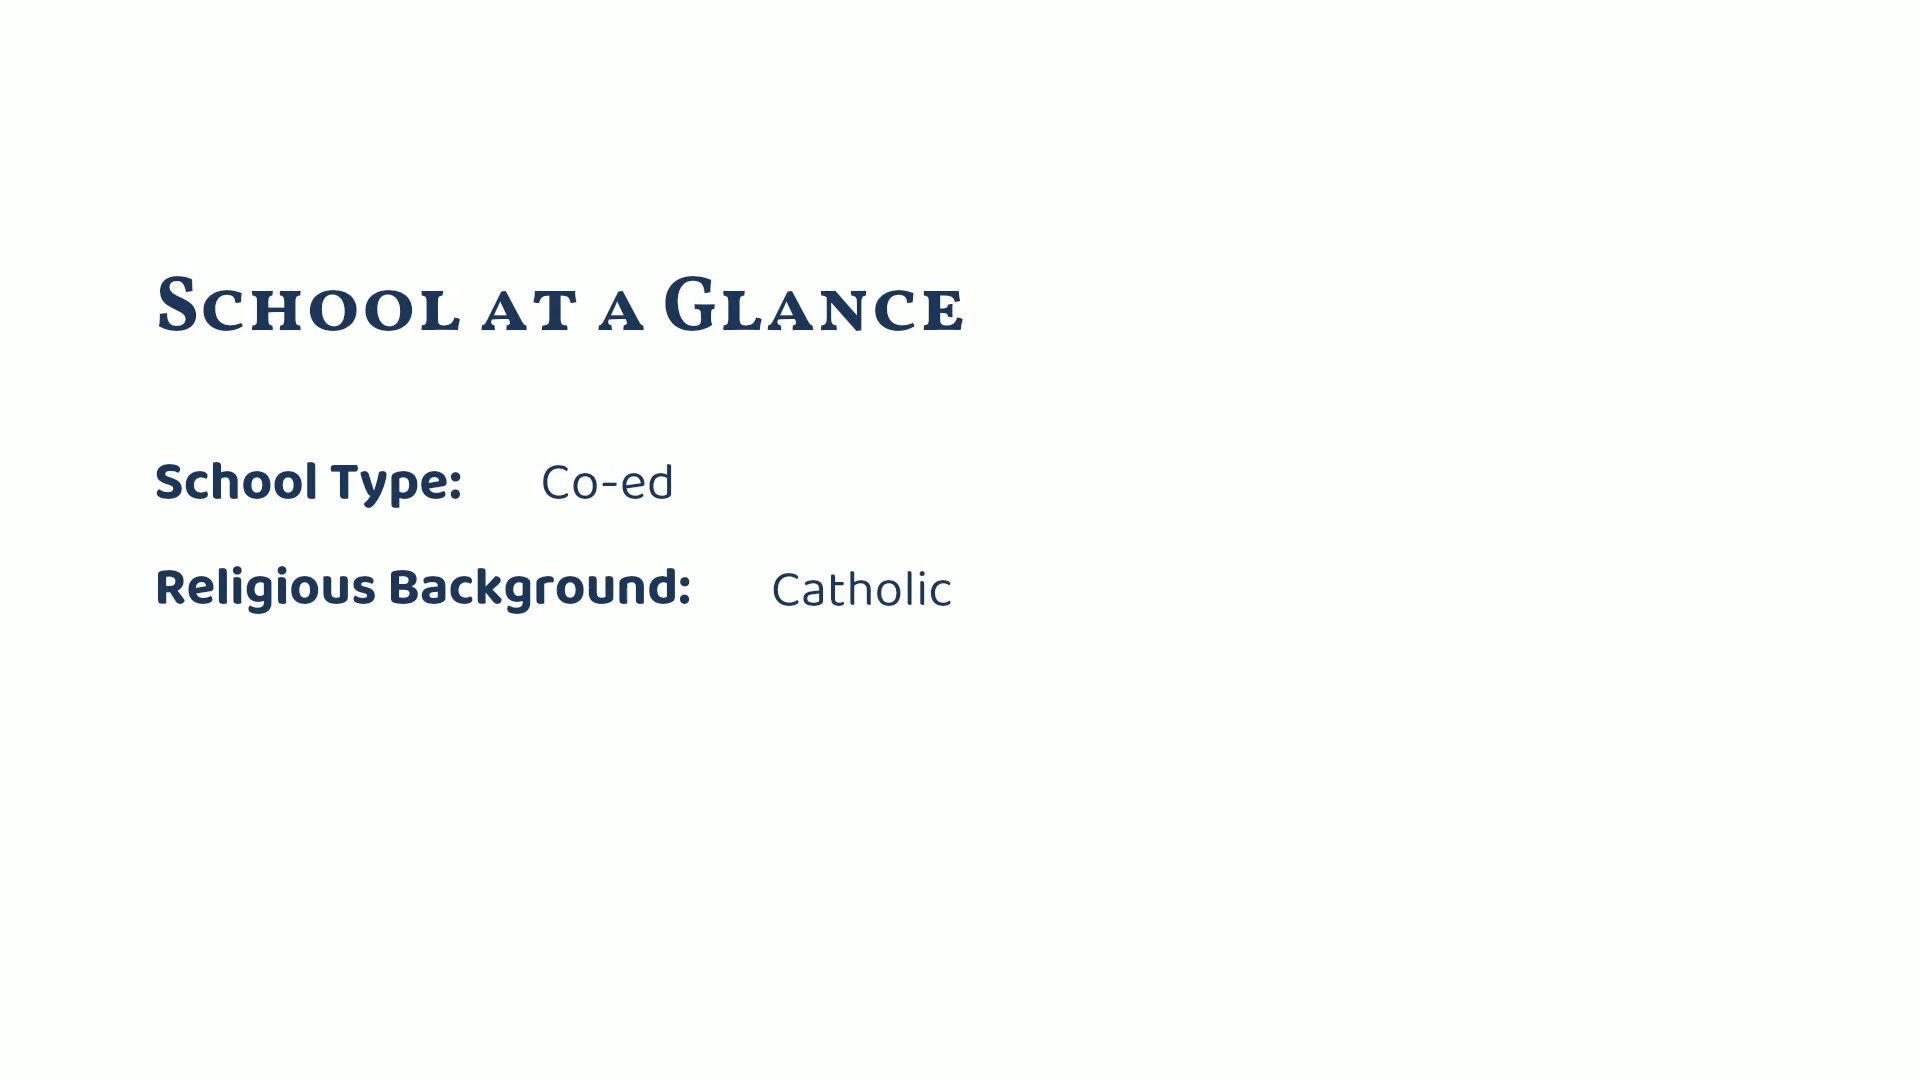 School at a Glance
School Type: Co-ed
Religious Background: Catholic